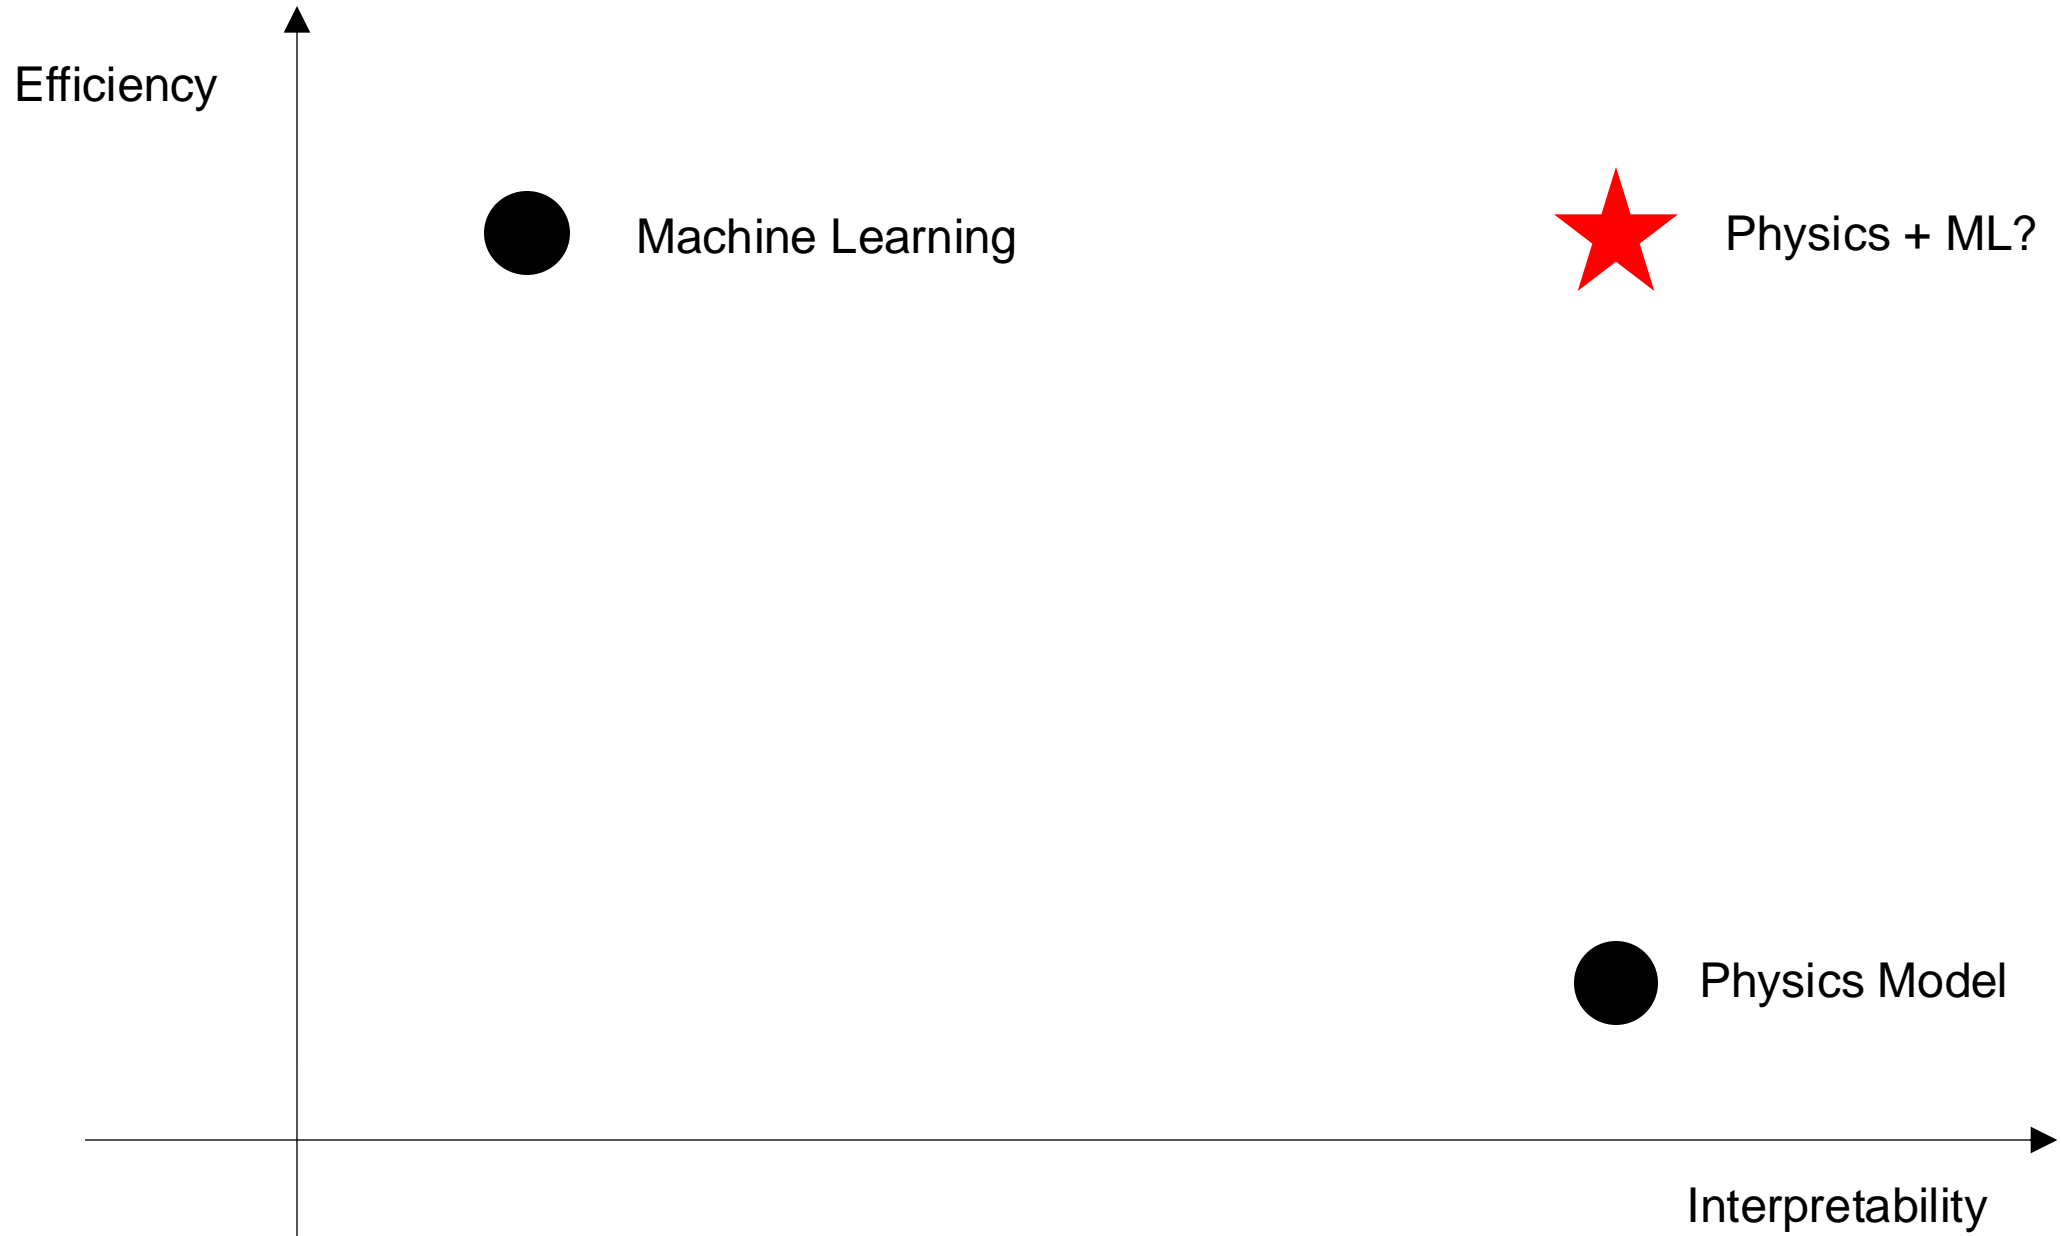 Efficiency
Machine Learning
Physics + ML?
Physics Model
Interpretability